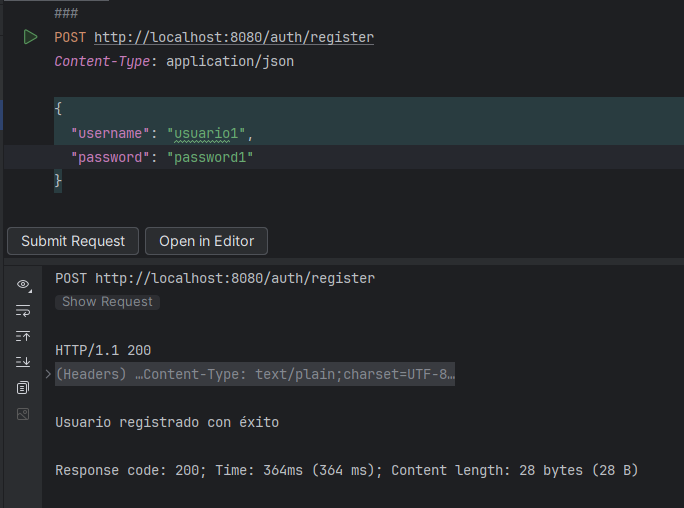 ###
POST http://localhost:8080/auth/register
Content-Type: application/json
{
"username": "usuario1",
"password": "password1"
}
Submit Request
Open in Editor
POST http://localhost:8080/auth/register
Show Request
HTTP/1.1 200
(Headers) …Content-Type: text/plain;charset=UTF-8…
Usuario registrado con éxito
Response code: 200; Time: 364ms (364 ms); Content length: 28 bytes (28 B)